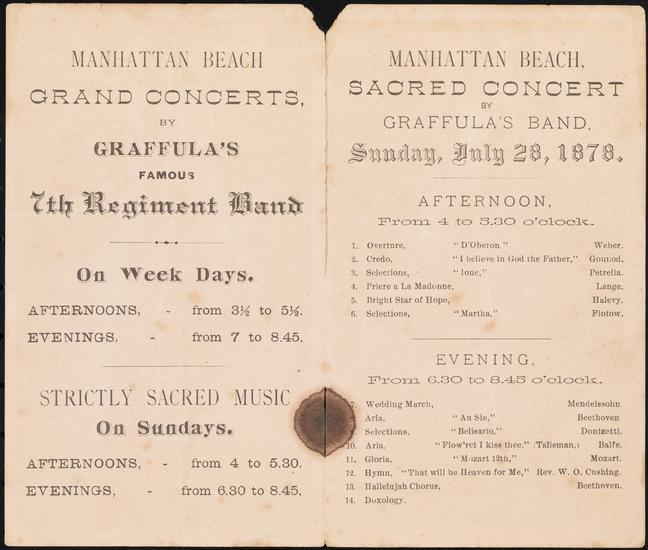 MANHATTAN BEACH
GRAND CONCERTS,
BY
GRAFFULA'S
FAMOUS
7th Regiment Band
On Week Days.
AFTERNOONS, - from 3½ to 5½.
EVENINGS, - from 7 to 8.45.
STRICTLY SACRED MUSIC
On Sundays.
AFTERNOONS, - from 4 to 5.30.
EVENINGS, - from 6.30 to 8.45.
MANHATTAN BEACH,
SACRED CONCERT
BY
GRAFFULA'S BAND,
Sunday, July 28, 1878.
AFTERNOON,
From 4 to 5.30 o'clock.
1. Overture, "D'Oberon" Weber.
2. Credo, "I believe in God the Father," Gounod.
3. Selections, "Ione," Petrella.
4. Priere a La Madonne, Lange.
5. Bright Star of Hope, Halevy.
6. Selections, "Martha," Flotow.
EVENING,
From 6.30 to 8.45 o'clock.
7. Wedding March, Mendelssohn
Aria, "Au Sie," Beethoven
9. Selections, "Belisario," Donizetti.
10. Aria, "Flow'ret I kiss thee." (Talisman,) Balfe.
11. Gloria, "Mozart 12th," Mozart.
12. Hymn, "That will be Heaven for Me," Rev. W. O. Cushing.
13. Hallelujah Chorus, Beethoven.
14. Doxology.